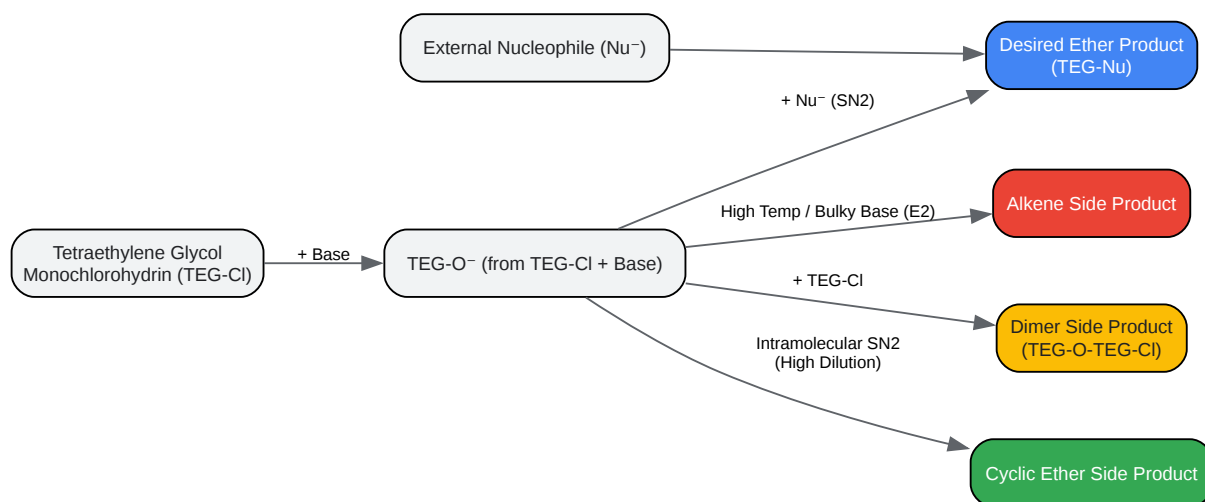 External Nucleophile (Nu⁻)
Desired Ether Product
(TEG-Nu)
+ Nu⁻ (SN2)
Alkene Side Product
High Temp / Bulky Base (E2)
Tetraethylene Glycol
Monochlorohydrin (TEG-Cl)
+ Base
TEG-O⁻ (from TEG-Cl + Base)
+ TEG-Cl
Dimer Side Product
(TEG-O-TEG-Cl)
Intramolecular SN2
(High Dilution)
Cyclic Ether Side Product